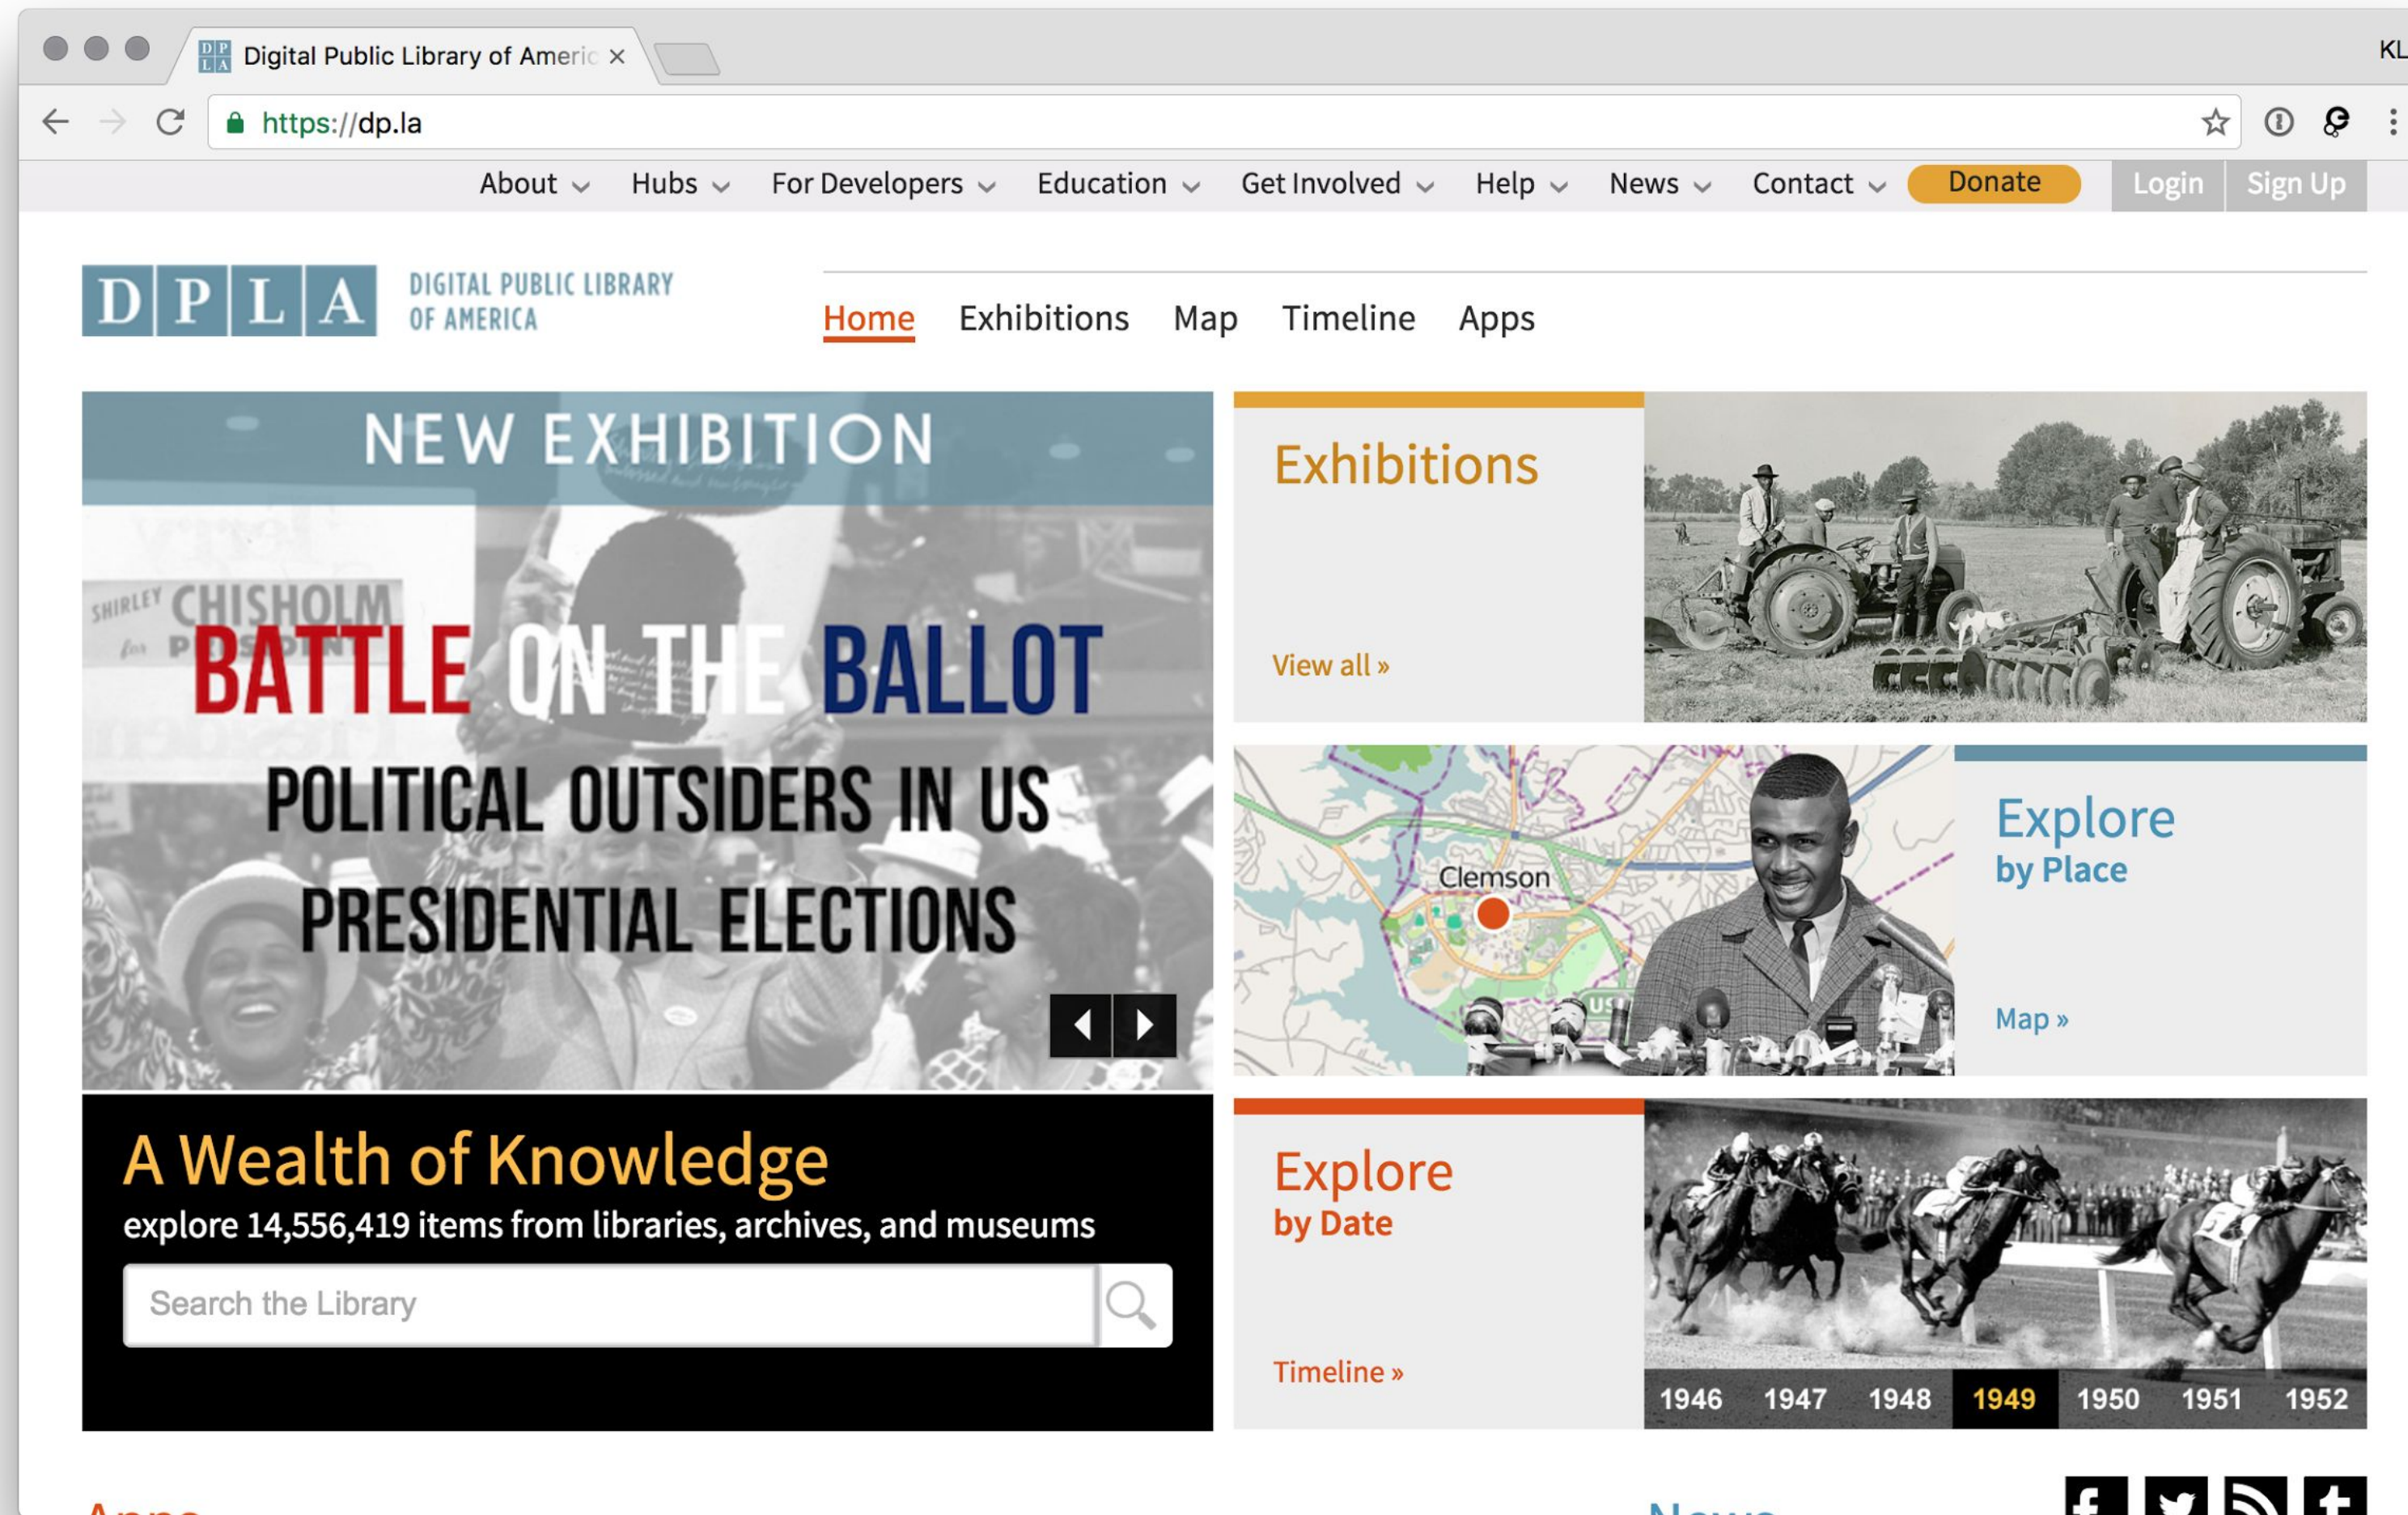 Digital Public Library of Americ
KL
https://dp.la
About Hubs For Developers Education Get Involved Help News Contact Donate Login Sign Up
DPLA
DIGITAL PUBLIC LIBRARY
OF AMERICA
Home Exhibitions Map Timeline Apps
NEW EXHIBITION
SHIRLEY CHISHOLM
for
BATTLE ON THE BALLOT
POLITICAL OUTSIDERS IN US
PRESIDENTIAL ELECTIONS
A Wealth of Knowledge
explore 14,556,419 items from libraries, archives, and museums
Search the Library
Exhibitions
View all »
Clemson
US
Explore
by Place
Map »
Explore
by Date
Timeline »
1946 1947 1948 1949 1950 1951 1952
Apps
News